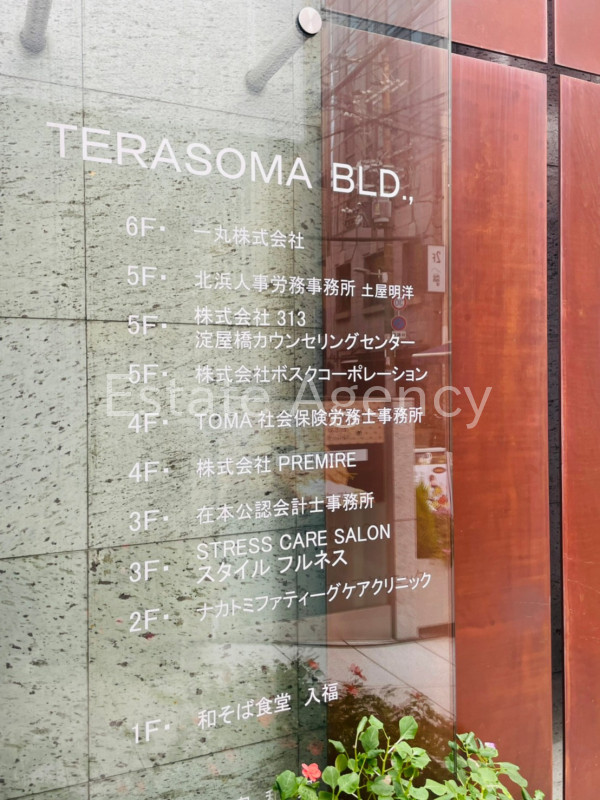 TERASOMA BLD.,
6F・ 一丸株式会社
5F・ 北浜人事労務事務所 土屋明洋
5F・ 株式会社 313
淀屋橋カウンセリングセンター
5F・ 株式会社ボスクコーポレーション
Estate Agency
4F・ TOMA 社会保険労務士事務所
4F・ 株式会社 PREMIRE
3F・ 在本公認会計士事務所
3F・ STRESS CARE SALON
スタイル フルネス
2F・ ナカトミファティーグケアクリニック
1F・ 和そば食堂 入福